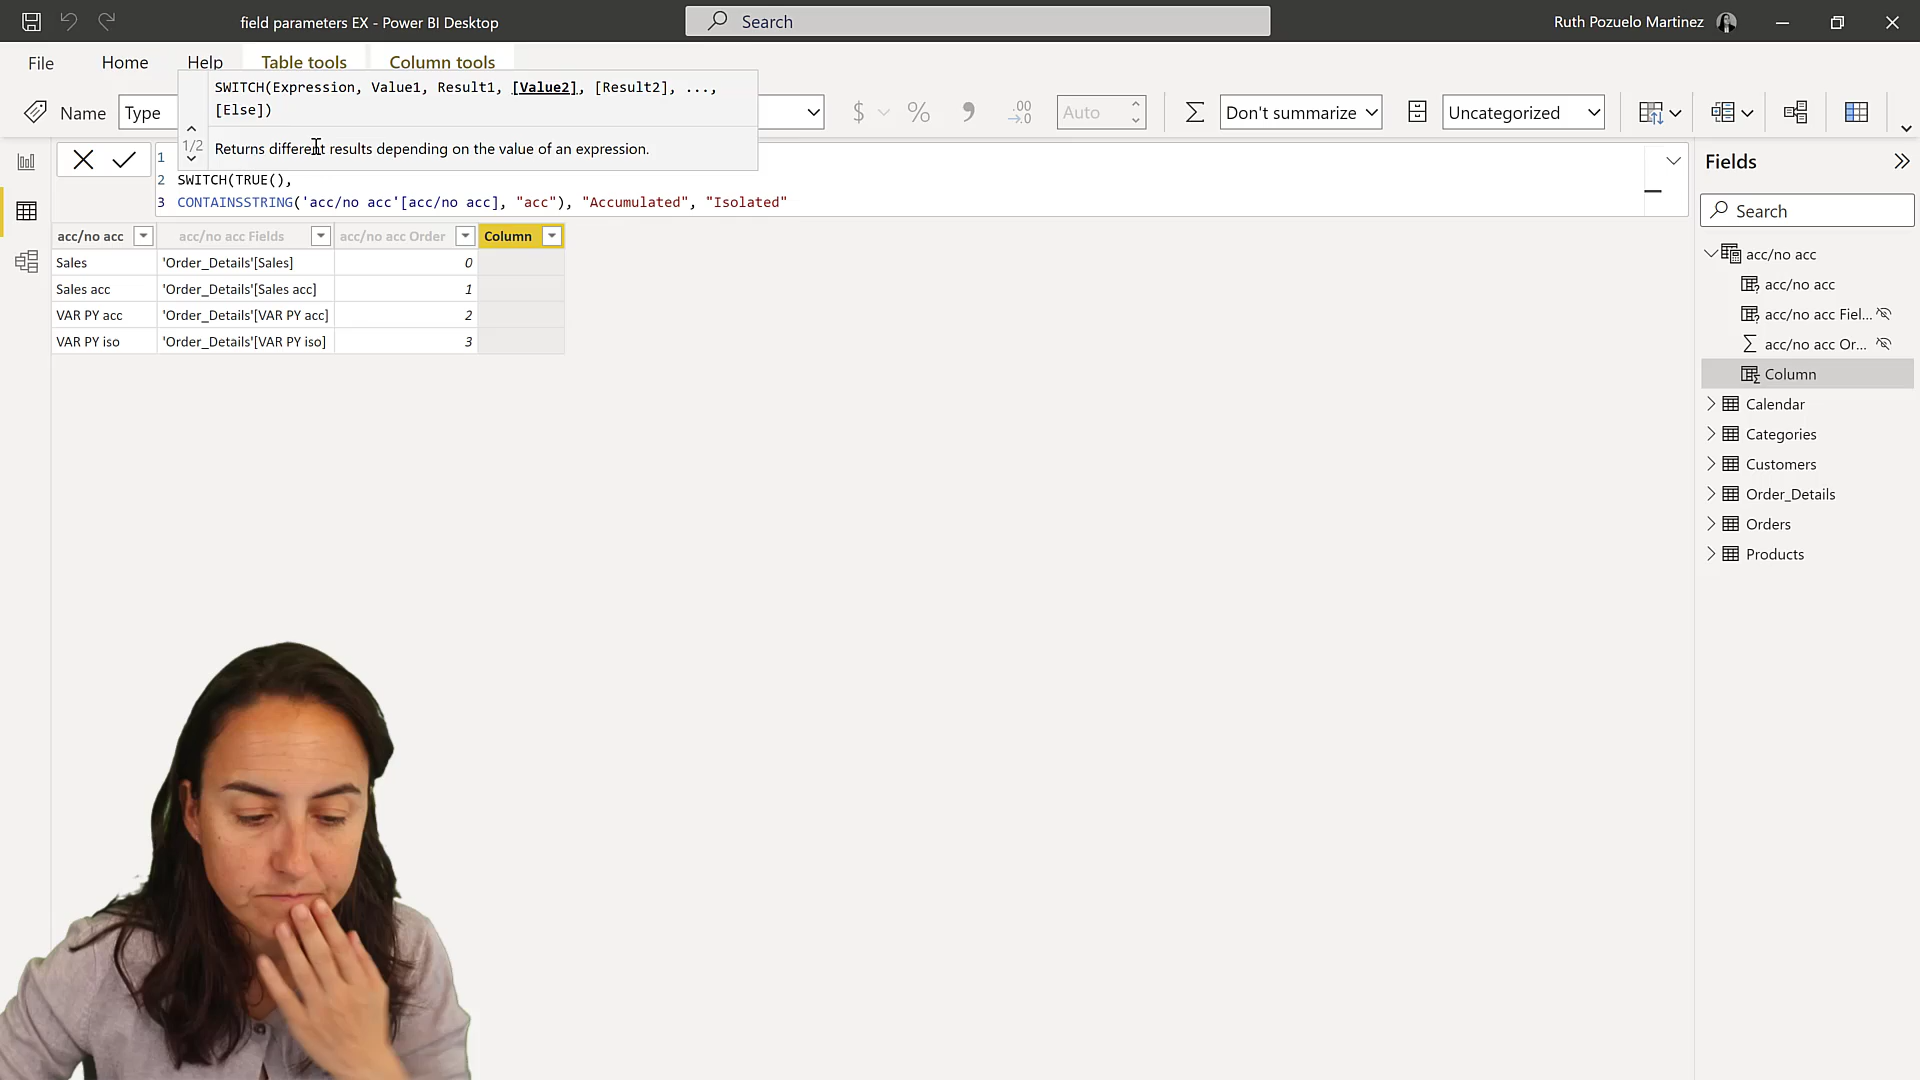 field parameters EX - Power BI Desktop
Search
Ruth Pozuelo Martinez
File
Home
Help
Table tools
Column tools
Name
Type
$
%
.00
→.0
Auto
Don't summarize
Uncategorized
SWITCH(Expression, Value1, Result1, [Value2], [Result2], ...,
[Else])
1/2
Returns different results depending on the value of an expression.
1
2 SWITCH(TRUE(),
3 CONTAINSSTRING('acc/no acc'[acc/no acc], "acc"), "Accumulated", "Isolated"
acc/no acc
acc/no acc Fields
acc/no acc Order
Column
Sales
'Order_Details'[Sales]
0
Sales acc
'Order_Details'[Sales acc]
1
VAR PY acc
'Order_Details'[VAR PY acc]
2
VAR PY iso
'Order_Details'[VAR PY iso]
3
Fields
Search
acc/no acc
acc/no acc
acc/no acc Fiel...
acc/no acc Or...
Column
Calendar
Categories
Customers
Order_Details
Orders
Products